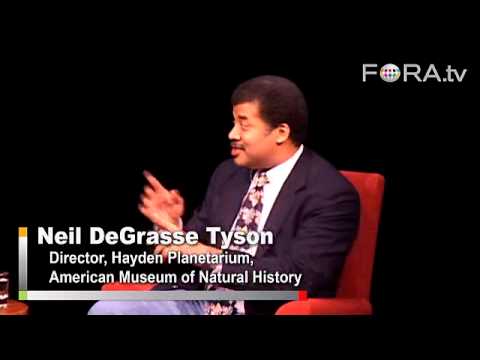 FORA.tv
Neil DeGrasse Tyson
Director, Hayden Planetarium,
American Museum of Natural History